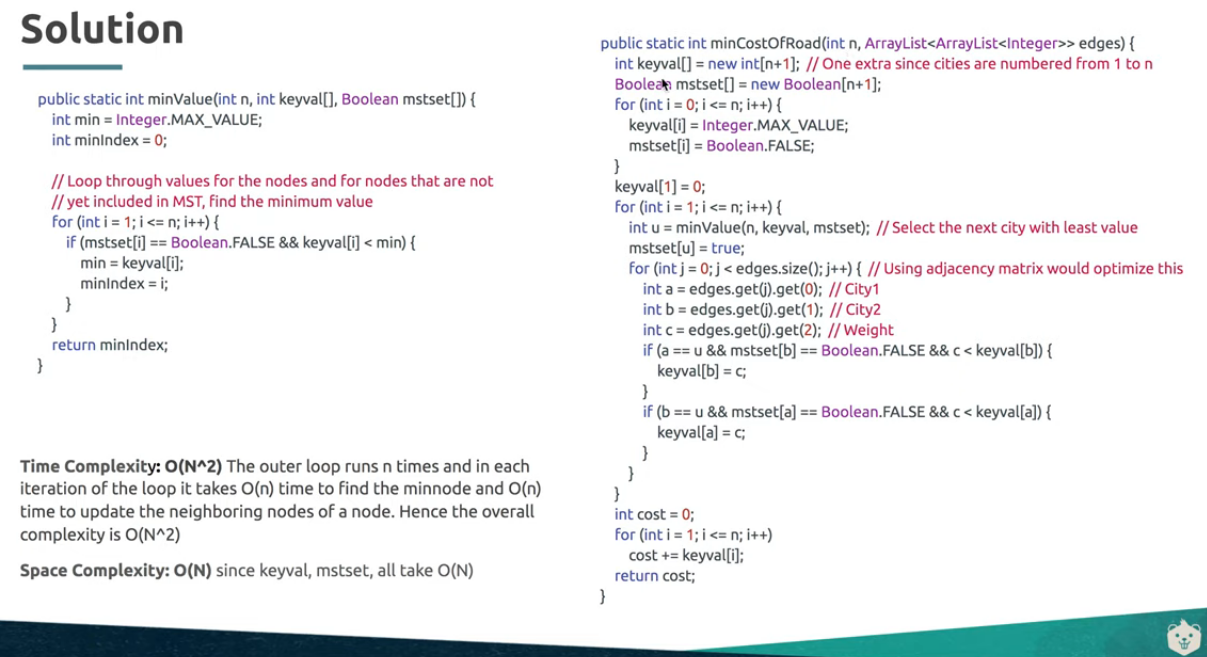 Solution
public static int minValue(int n, int keyval[], Boolean mstset[]) {
int min = Integer.MAX_VALUE;
int minIndex = 0;
// Loop through values for the nodes and for nodes that are not
// yet included in MST, find the minimum value
for (int i = 1; i <= n; i++) {
if (mstset[i] == Boolean.FALSE && keyval[i] < min) {
min = keyval[i];
minIndex = i;
}
}
return minIndex;
}
Time Complexity: O(N^2) The outer loop runs n times and in each
iteration of the loop it takes O(n) time to find the minnode and O(n)
time to update the neighboring nodes of a node. Hence the overall
complexity is O(N^2)
Space Complexity: O(N) since keyval, mstset, all take O(N)
public static int minCostOfRoad(int n, ArrayList<ArrayList<Integer>> edges) {
int keyval[] = new int[n+1]; // One extra since cities are numbered from 1 to n
Boolean mstset[] = new Boolean[n+1];
for (int i = 0; i <= n; i++) {
keyval[i] = Integer.MAX_VALUE;
mstset[i] = Boolean.FALSE;
}
keyval[1] = 0;
for (int i = 1; i <= n; i++) {
int u = minValue(n, keyval, mstset); // Select the next city with least value
mstset[u] = true;
for (int j = 0; j < edges.size(); j++) { // Using adjacency matrix would optimize this
int a = edges.get(j).get(0); // City1
int b = edges.get(j).get(1); // City2
int c = edges.get(j).get(2); // Weight
if (a == u && mstset[b] == Boolean.FALSE && c < keyval[b]) {
keyval[b] = c;
}
if (b == u && mstset[a] == Boolean.FALSE && c < keyval[a]) {
keyval[a] = c;
}
}
}
int cost = 0;
for (int i = 1; i <= n; i++)
cost += keyval[i];
return cost;
}